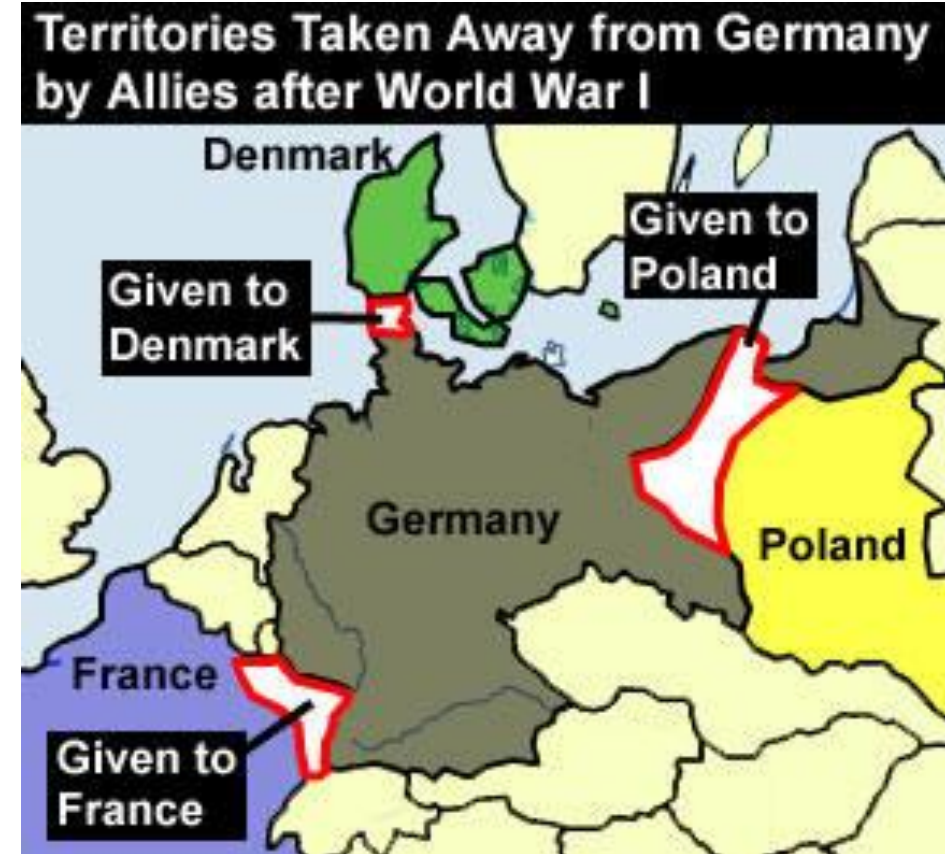 Territories Taken Away from Germany
by Allies after World War I
Denmark
Given to
Poland
Given to
Denmark
Germany
Poland
France
Given to
France